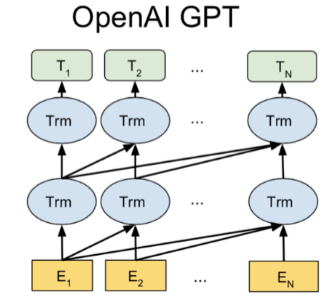 OpenAI GPT
T1 T2 ... TN
Trm Trm ... Trm
Trm Trm ... Trm
E1 E2 ... EN